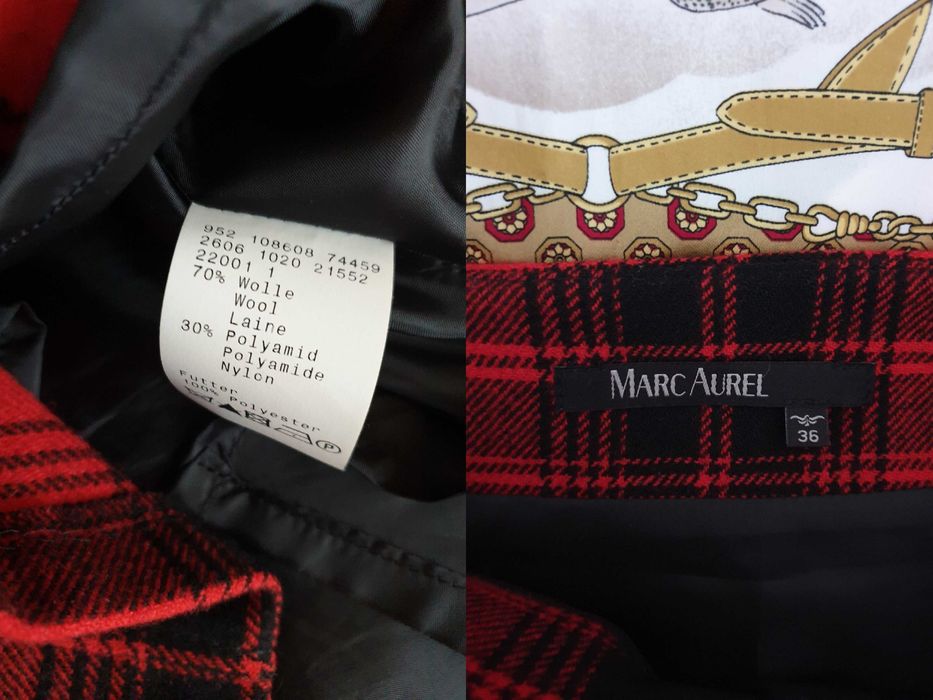 952 108608 74459
2606 1020 21552
22001 1
70% Wolle
Wool
Laine
30% Polyamid
Polyamide
Nylon
Futter
100% Polyester
P
MARC AUREL
36